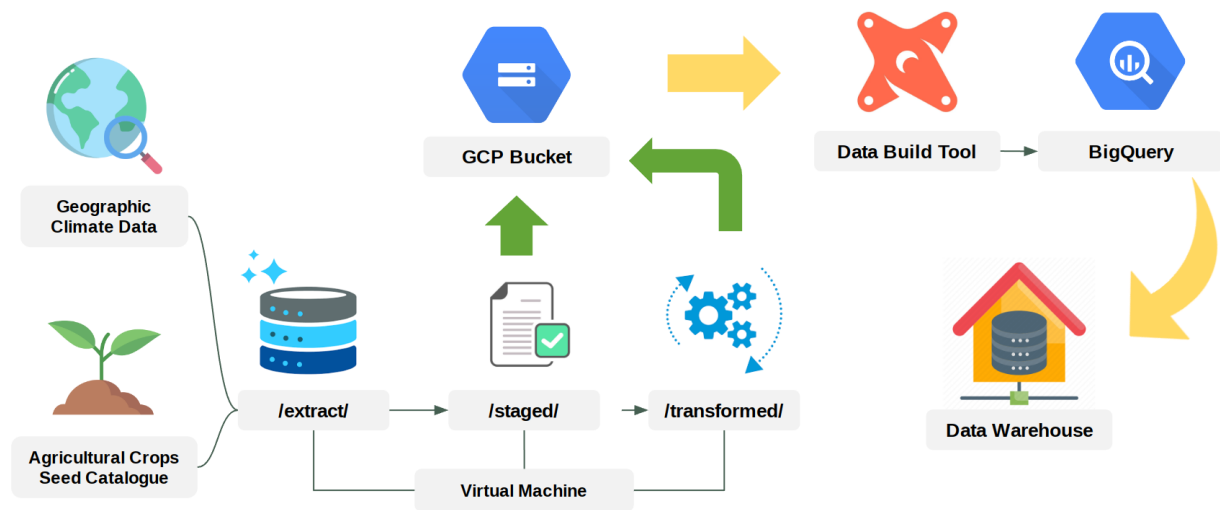 GCP Bucket
Data Build Tool
BigQuery
Geographic
Climate Data
/extract/
/staged/
/transformed/
Data Warehouse
Agricultural Crops
Seed Catalogue
Virtual Machine